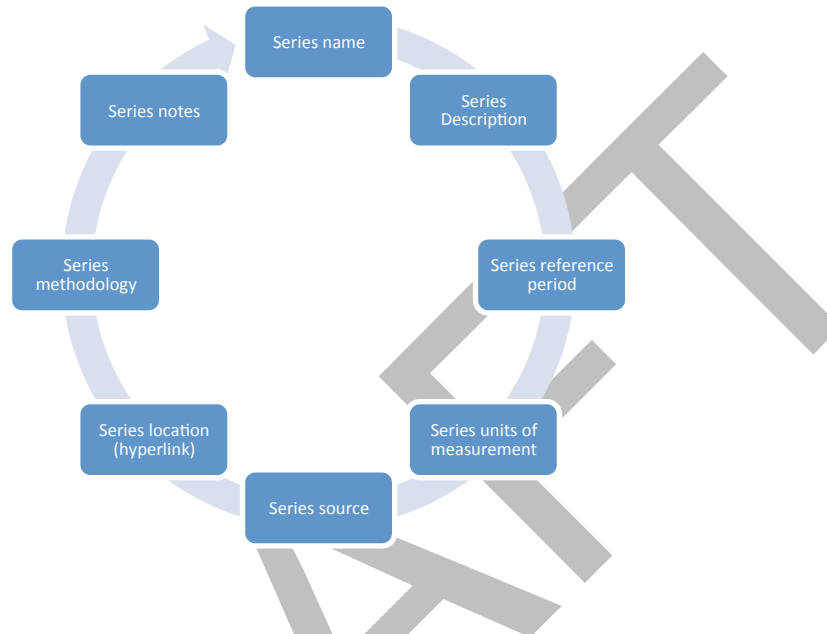 Series name
Series
Description
Series reference
period
Series units of
measurement
Series source
Series location
(hyperlink)
Series
methodology
Series notes